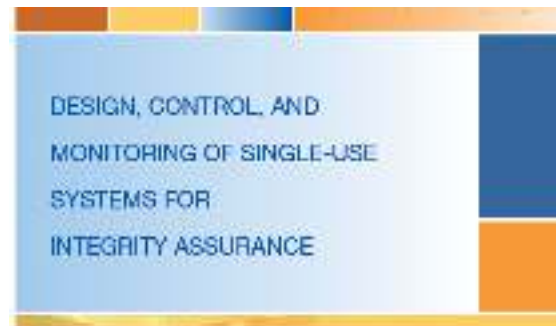 DESIGN, CONTROL, AND
MONITORING OF SINGLE-USE
SYSTEMS FOR
INTEGRITY ASSURANCE